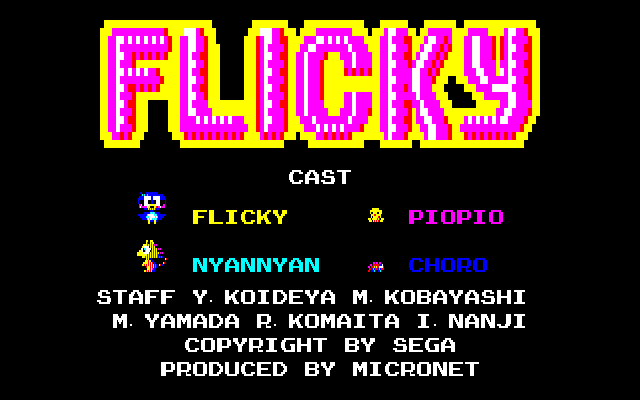 FLICKY
CAST
FLICKY PIOPIO
NYANNYAN CHORO
STAFF Y. KOIDEYA M. KOBAYASHI
M. YAMADA R. KOMAITA I. NANJI
COPYRIGHT BY SEGA
PRODUCED BY MICRONET